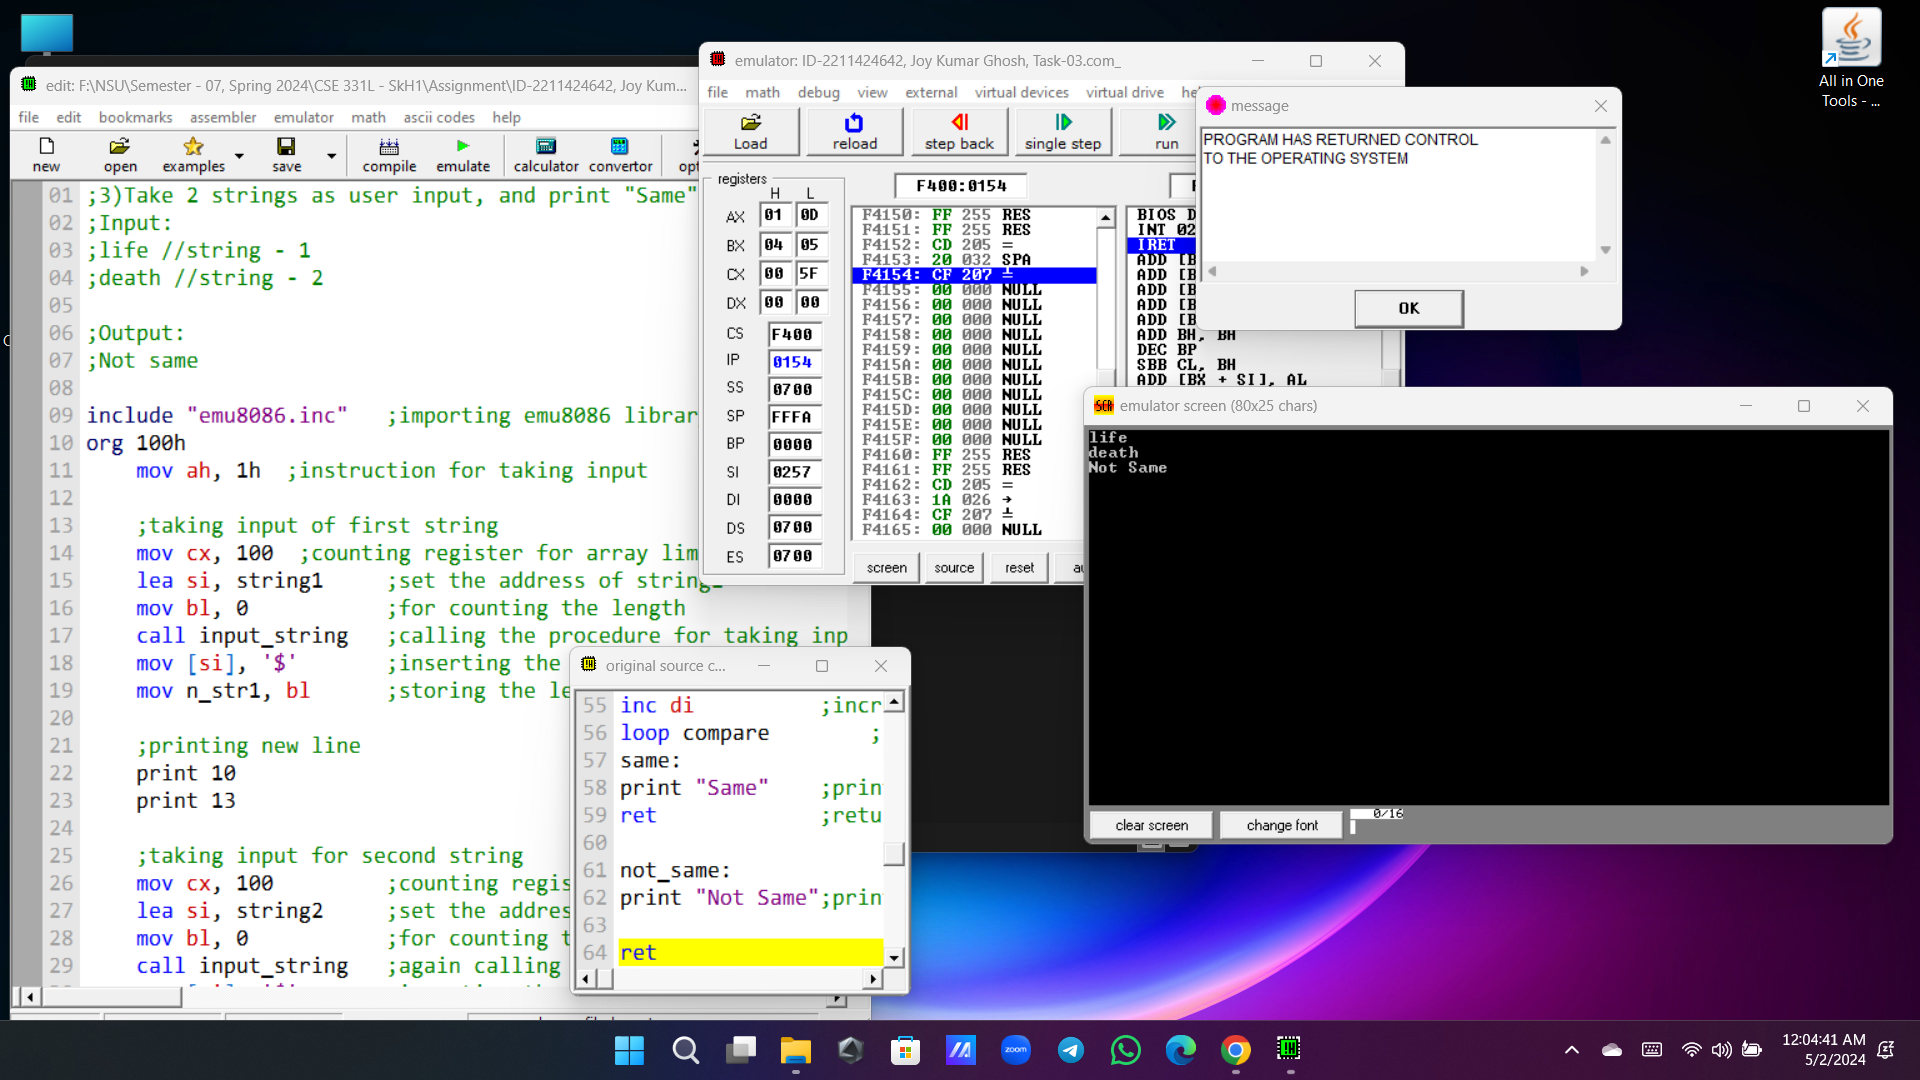 edit: F:\NSU\Semester - 07, Spring 2024\CSE 331L - SkH1\Assignment\ID-2211424642, Joy Kum...
file edit bookmarks assembler emulator math ascii codes help
new open examples save compile emulate calculator convertor
01 ;3)Take 2 strings as user input, and print "Same"
02 ;Input:
03 ;life //string - 1
04 ;death //string - 2
05
06 ;Output:
07 ;Not same
08
09 include "emu8086.inc" ;importing emu8086
10 org 100h
11 mov ah, 1h ;instruction for taking input
12
13 ;taking input of first string
14 mov cx, 100 ;counting register for array
15 lea si, string1 ;set the address of
16 mov bl, 0 ;for counting the length
17 call input_string ;calling the procedure for taking inp
18 mov [si], '$' ;inserting the
19 mov n_str1, bl ;storing the
20
21 ;printing new line
22 print 10
23 print 13
24
25 ;taking input for second string
26 mov cx, 100 ;counting
27 lea si, string2 ;set the
28 mov bl, 0 ;for counting
29 call input_string ;again calling
emulator: ID-2211424642, Joy Kumar Ghosh, Task-03.com_
file math debug view external virtual devices virtual drive
Load reload step back single step run
registers
H L
AX 01 0D
BX 04 05
CX 00 5F
DX 00 00
CS F400
IP 0154
SS 0700
SP FFFA
BP 0000
SI 0257
DI 0000
DS 0700
ES 0700
F400:0154
F4150: FF 255 RES
F4151: FF 255 RES
F4152: CD 205 =
F4153: 20 032 SPA
F4154: CF 207 ╧
F4155: 00 000 NULL
F4156: 00 000 NULL
F4157: 00 000 NULL
F4158: 00 000 NULL
F4159: 00 000 NULL
F415A: 00 000 NULL
F415B: 00 000 NULL
F415C: 00 000 NULL
F415D: 00 000 NULL
F415E: 00 000 NULL
F415F: 00 000 NULL
F4160: FF 255 RES
F4161: FF 255 RES
F4162: CD 205 =
F4163: 1A 026 →
F4164: CF 207 ╧
F4165: 00 000 NULL
BIOS D
INT 02
IRET
ADD [B
ADD [B
ADD [B
ADD [B
ADD [B
ADD BH, BH
DEC BP
SBB CL, BH
ADD [BX + SI], AL
screen source reset
message
PROGRAM HAS RETURNED CONTROL
TO THE OPERATING SYSTEM
OK
emulator screen (80x25 chars)
life
death
Not Same
clear screen change font 0/16
original source c...
55 inc di ;incr
56 loop compare ;
57 same:
58 print "Same" ;prin
59 ret ;retu
60
61 not_same:
62 print "Not Same";prin
63
64 ret
All in One
Tools - ...
zoom
12:04:41 AM
5/2/2024